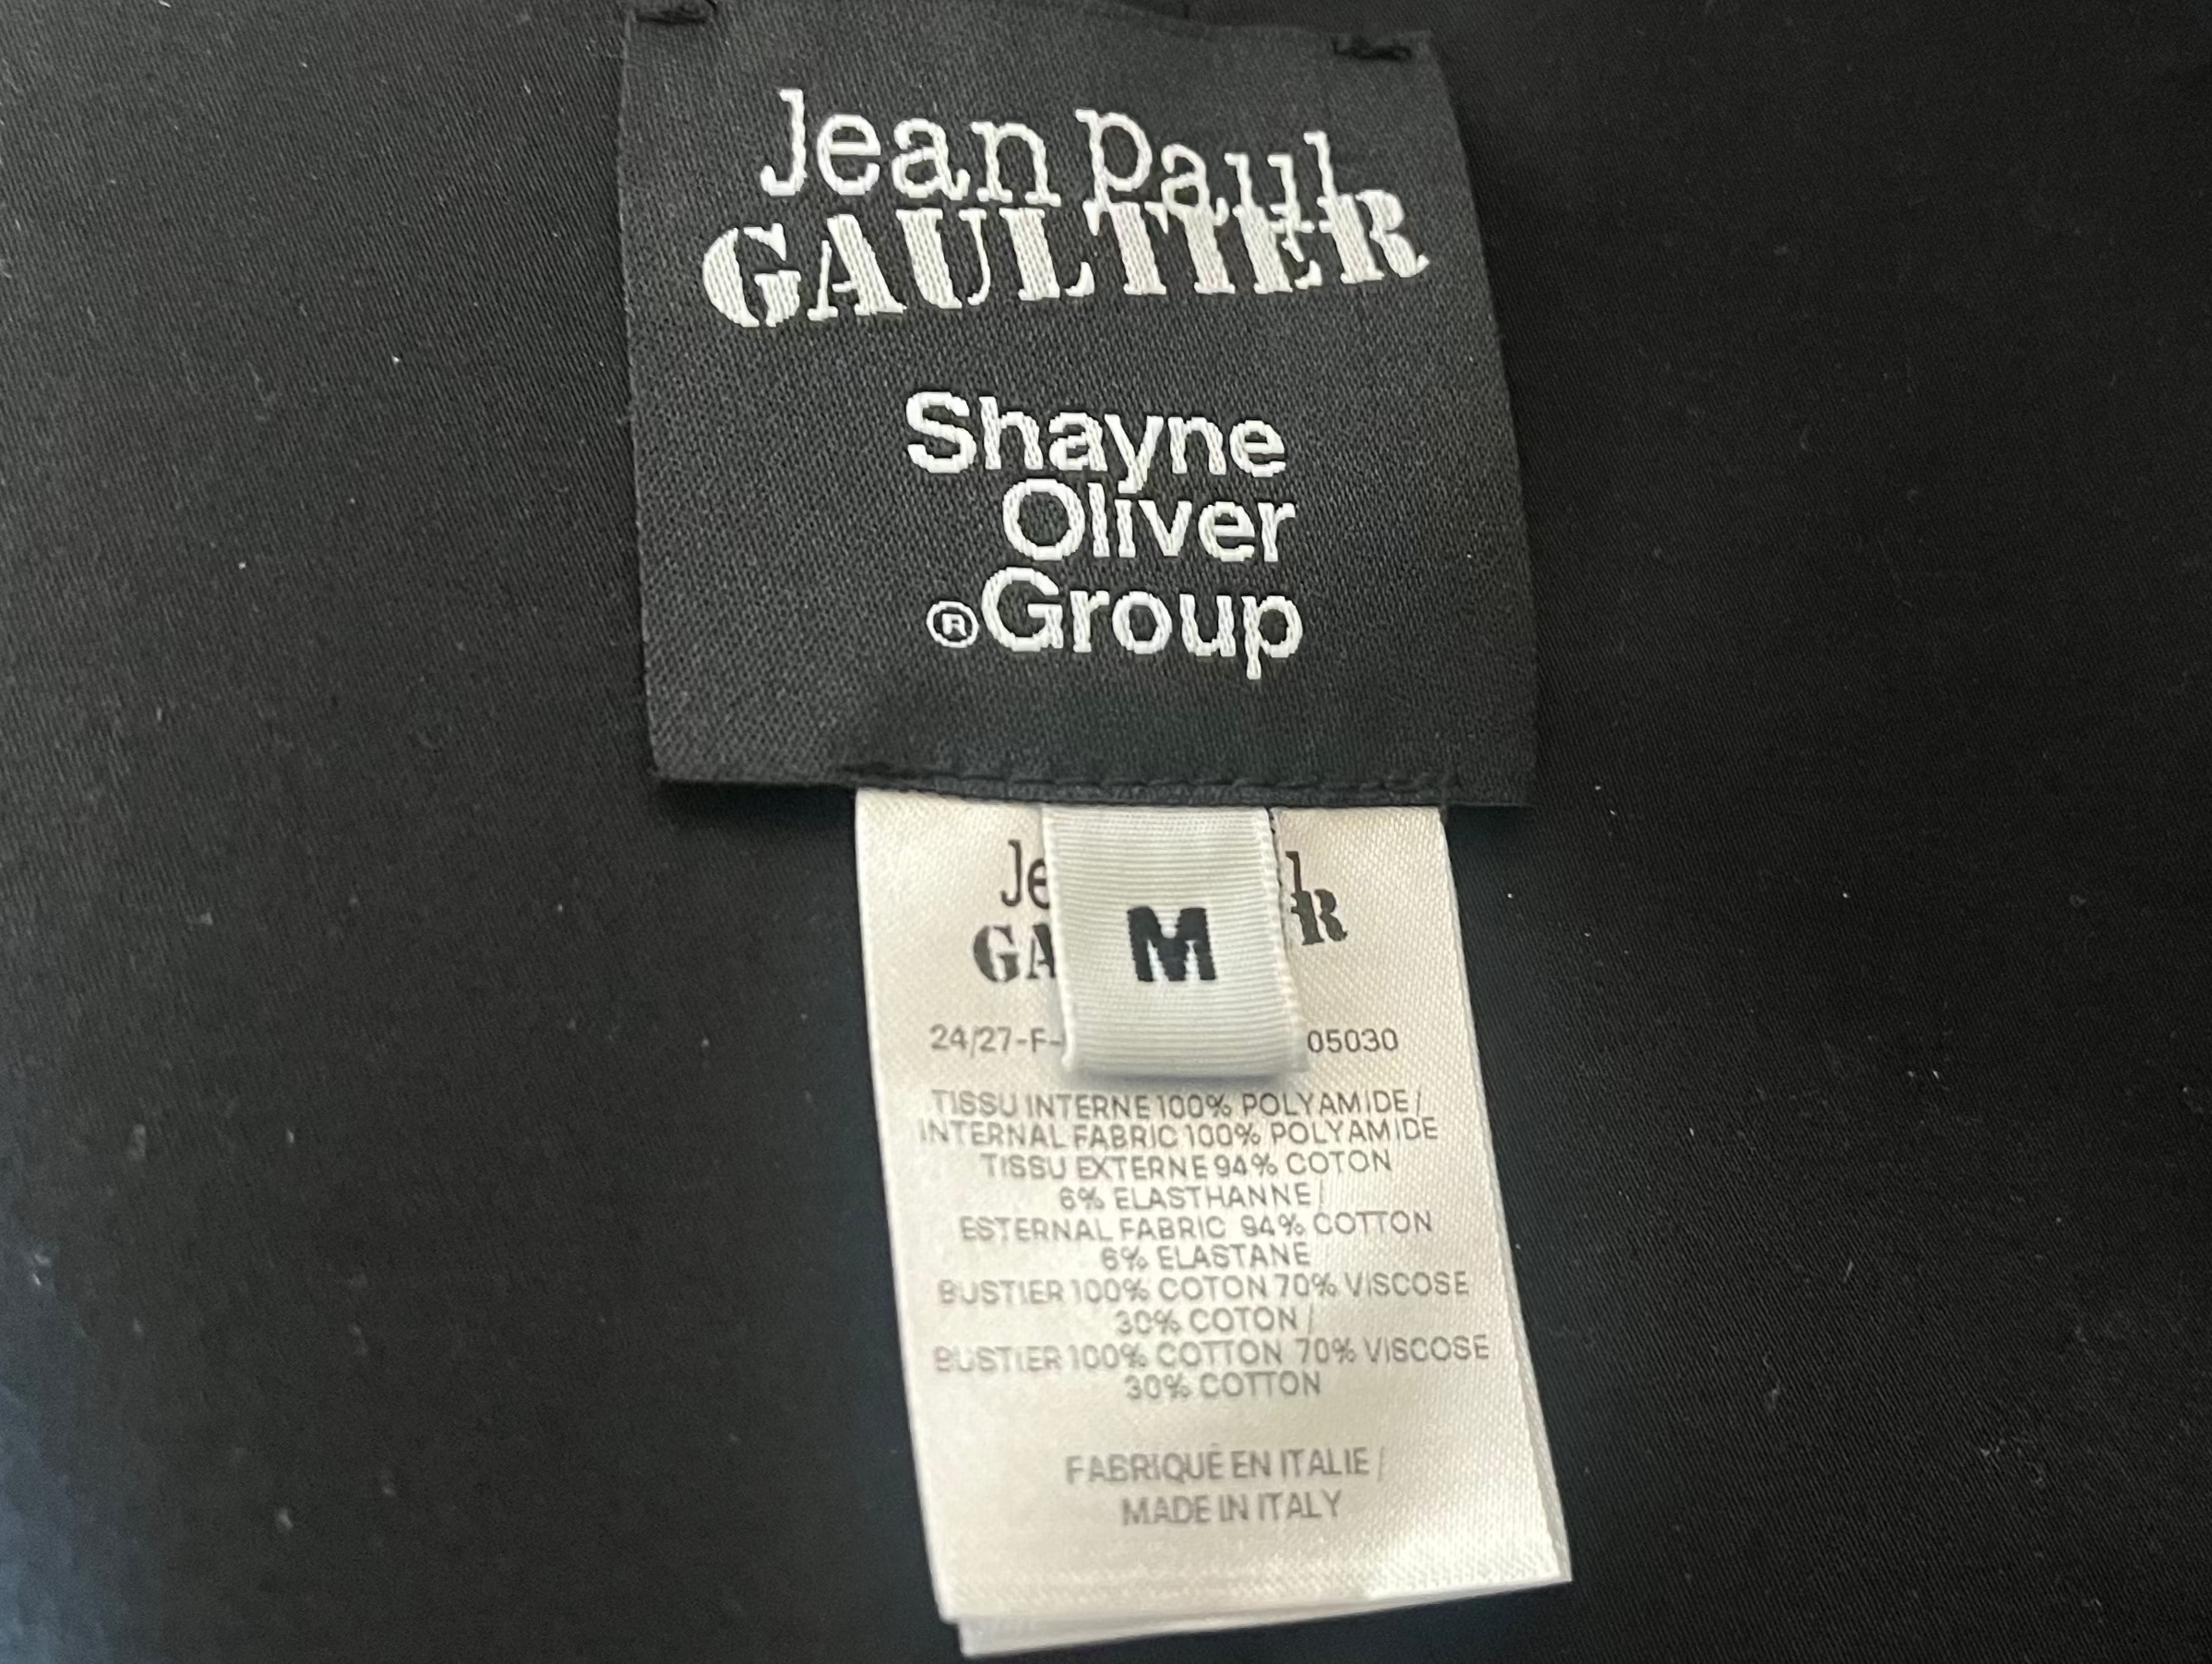 Jean Paul
GAULTIER
Shayne
Oliver
®Group
M
24/27-F- 05030
TISSU INTERNE 100% POLYAMIDE /
INTERNAL FABRIC 100% POLYAMIDE
TISSU EXTERNE 94% COTON
6% ELASTHANNE /
ESTERNAL FABRIC 94% COTTON
6% ELASTANE
BUSTIER 100% COTON 70% VISCOSE
30% COTON /
BUSTIER 100% COTTON 70% VISCOSE
30% COTTON
FABRIQUÉ EN ITALIE /
MADE IN ITALY